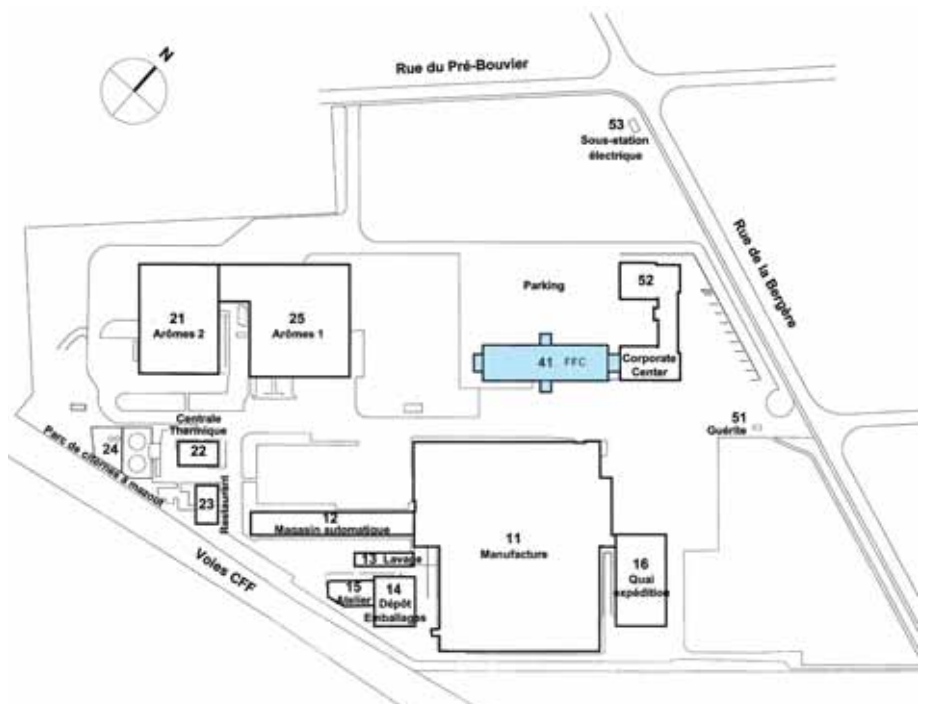 N
Rue du Pré-Bouvier
53
Sous-station
électrique
Rue de la Bergère
52
Parking
21
Arômes 2
25
Arômes 1
41 FFC
Corporate
Center
51
Guérite
Centrale
Thermique
22
24
Parc de citernes à mazout
23
Restaurant
12
Magasin automatique
11
Manufacture
13 Lavage
15
Atelier
14
Dépôt
Emballages
16
Quai
expédition
Voies CFF